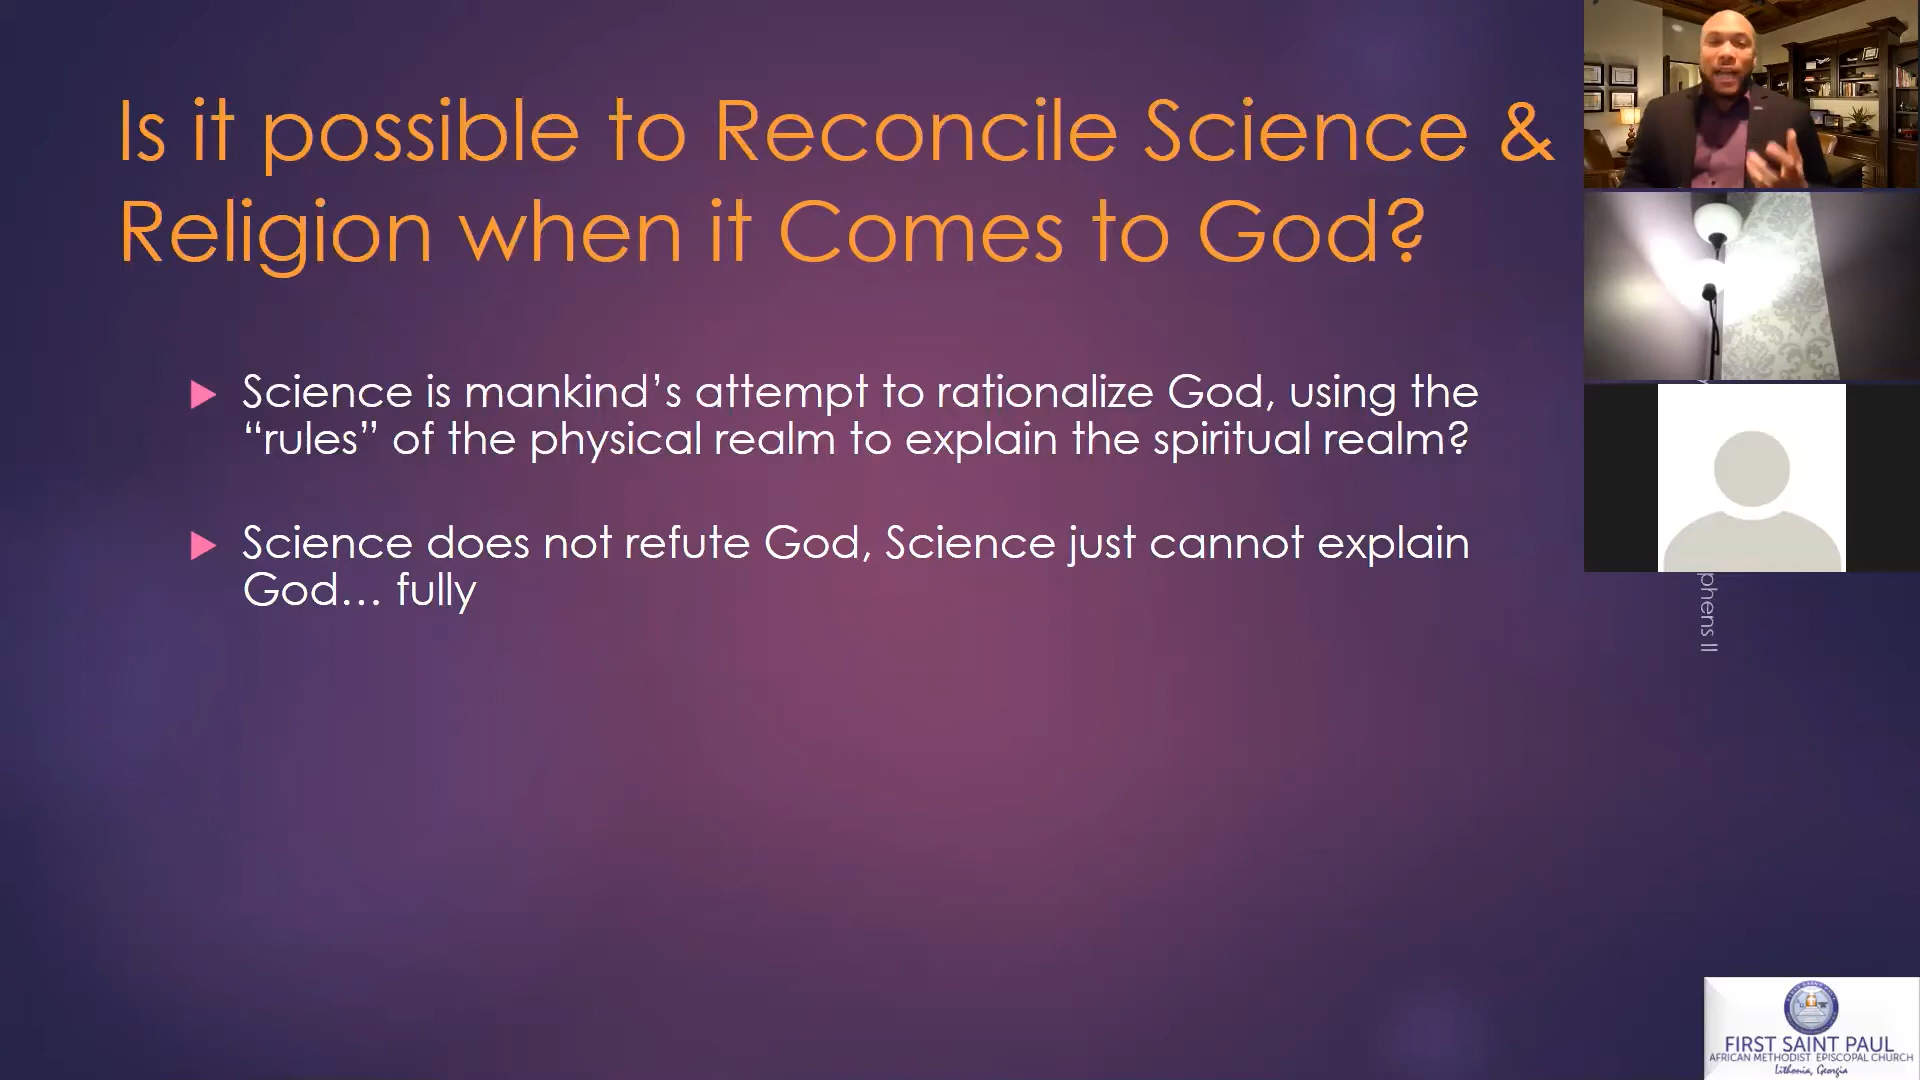 Is it possible to Reconcile Science &
Religion when it Comes to God?
Science is mankind’s attempt to rationalize God, using the
“rules” of the physical realm to explain the spiritual realm?
Science does not refute God, Science just cannot explain
God… fully
phens II
FIRST SAINT PAUL
AFRICAN METHODIST EPISCOPAL CHURCH
Lithonia, Georgia